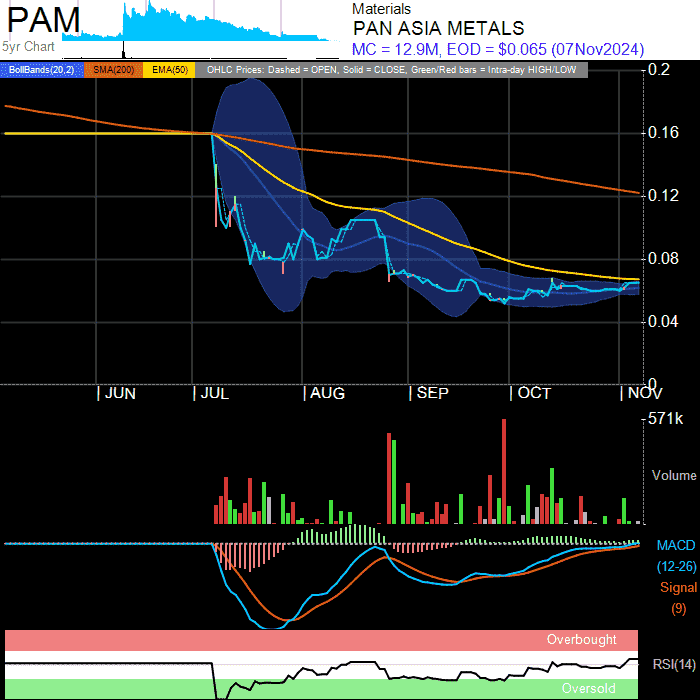 PAM
5yr Chart
Materials
PAN ASIA METALS
MC = 12.9M, EOD = $0.065 (07Nov2024)
BollBands(20,2) SMA(200) EMA(50) OHLC Prices: Dashed = OPEN, Solid = CLOSE, Green/Red bars = Intra-day HIGH/LOW
0.2
0.16
0.12
0.08
0.04
0
JUN JUL AUG SEP OCT NOV
571k
Volume
MACD
(12-26)
Signal
(9)
Overbought
RSI(14)
Oversold